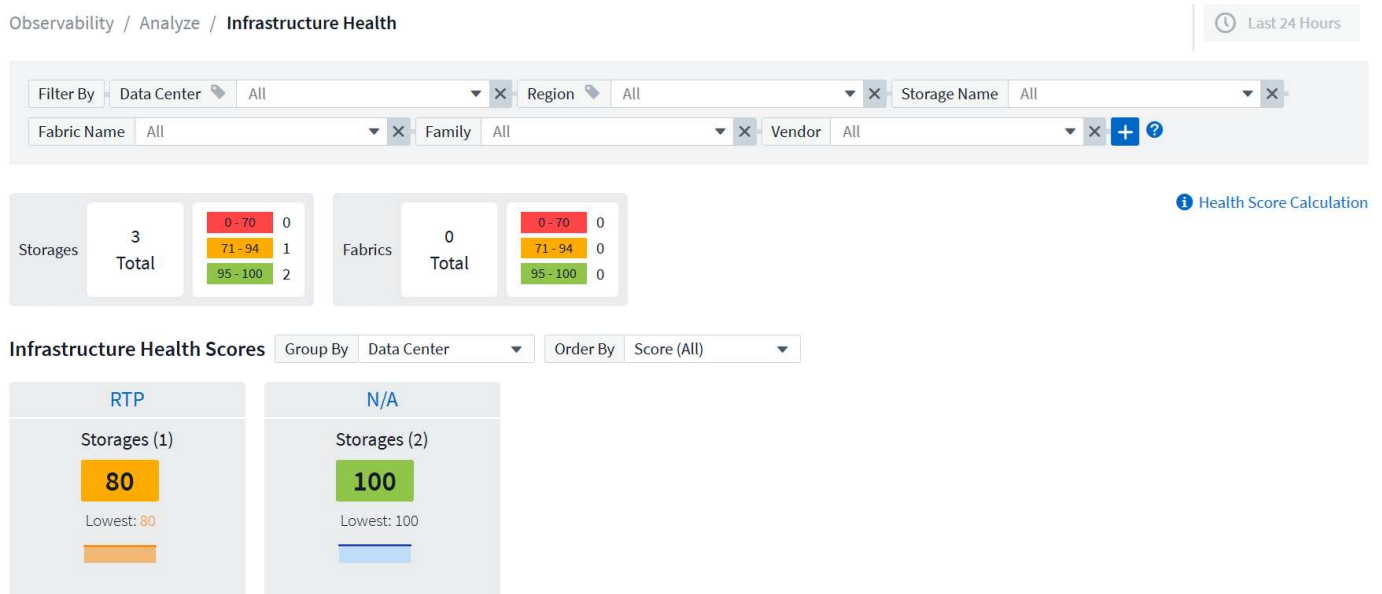 Observability / Analyze / Infrastructure Health
Last 24 Hours
Filter By Data Center All Region All Storage Name All
Fabric Name All Family All Vendor All
Health Score Calculation
Storages
3
Total
0 - 70 0
71 - 94 1
95 - 100 2
Fabrics
0
Total
0 - 70 0
71 - 94 0
95 - 100 0
Infrastructure Health Scores Group By Data Center Order By Score (All)
RTP
Storages (1)
80
Lowest: 80
N/A
Storages (2)
100
Lowest: 100